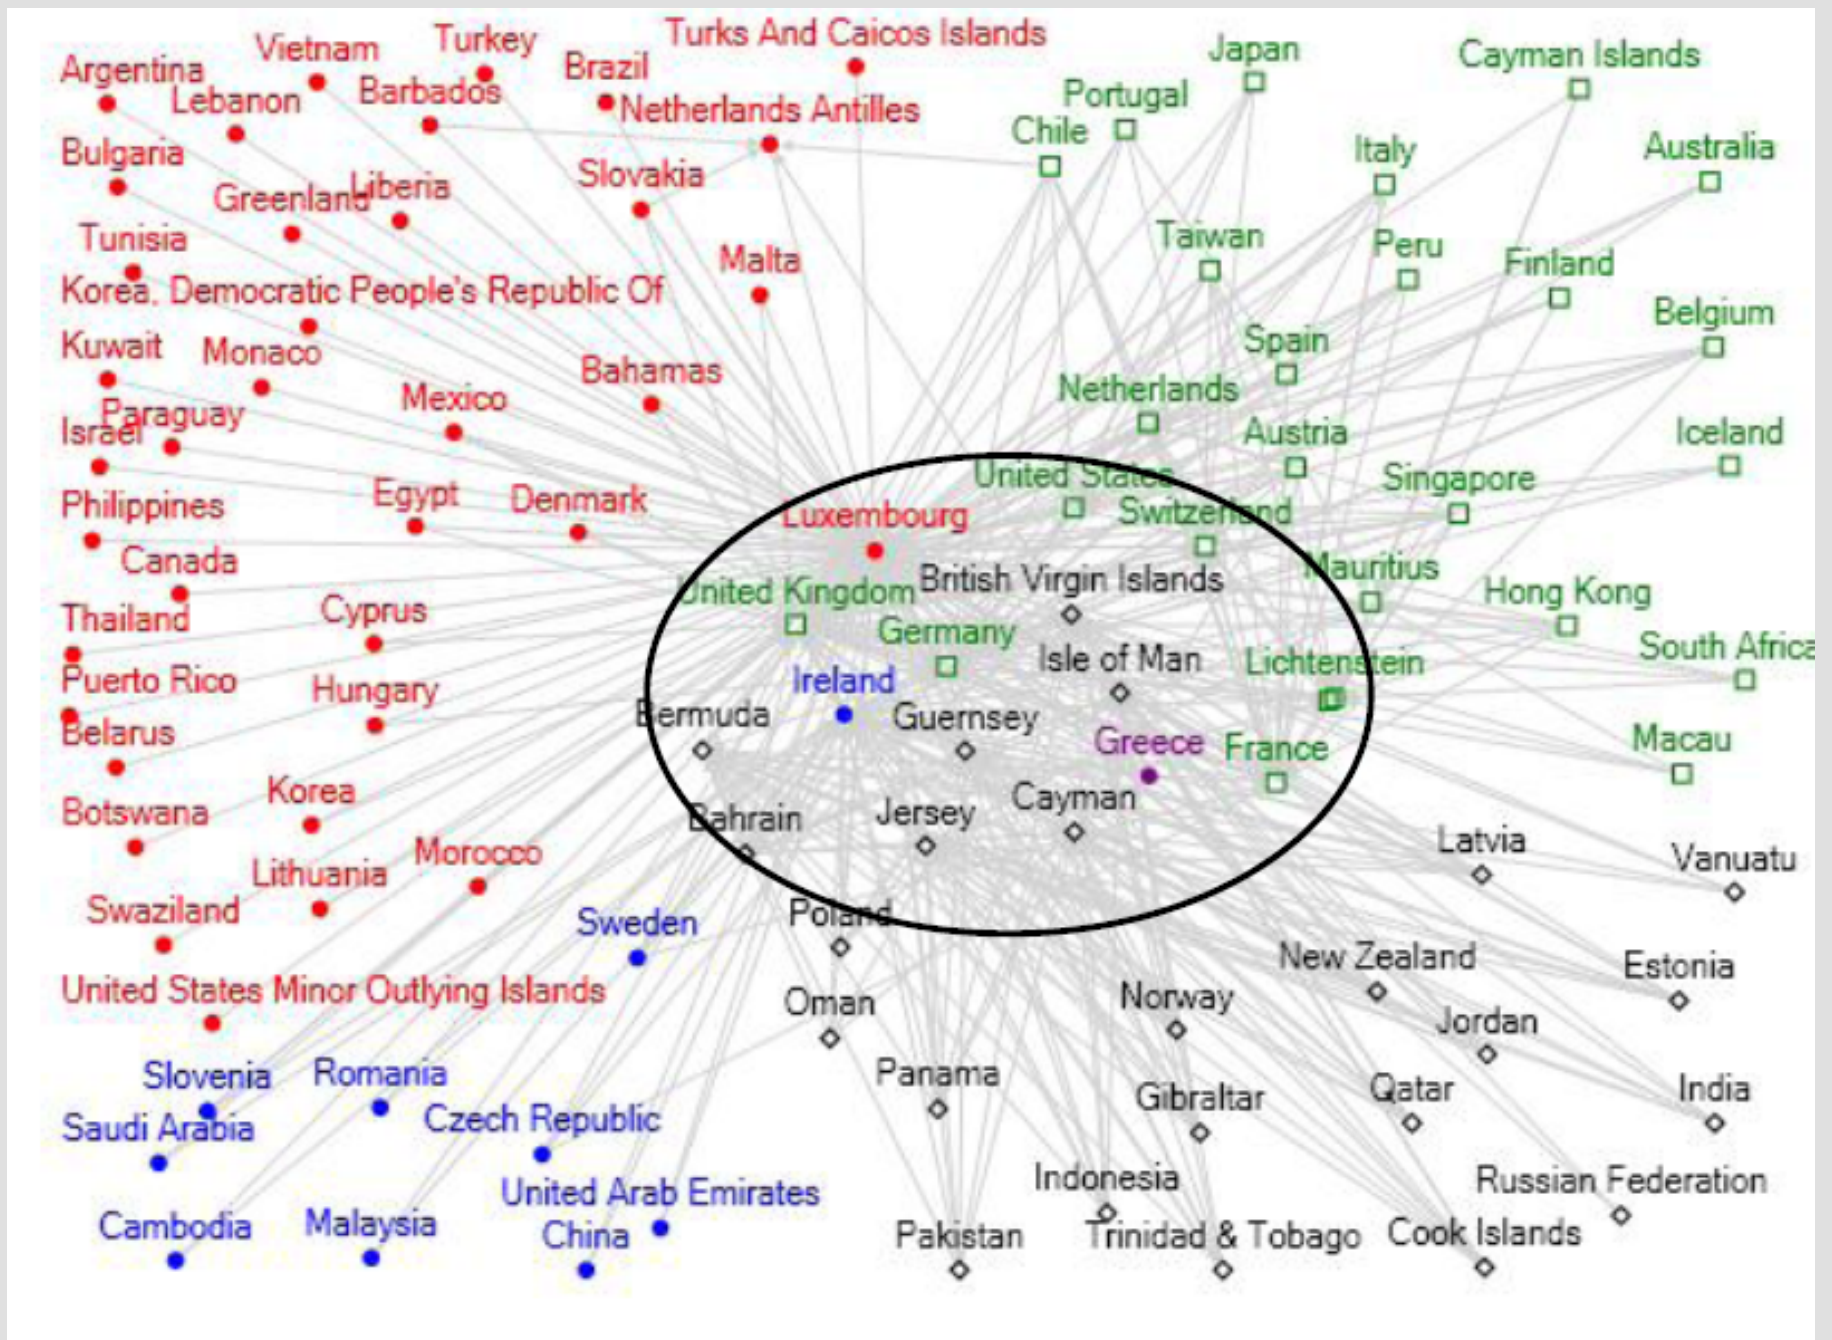 Turks And Caicos Islands
Turkey
Vietnam
Japan
Cayman Islands
Argentina
Brazil
Lebanon
Barbados
Portugal
Netherlands Antilles
Chile
Bulgaria
Italy
Australia
Slovakia
Liberia
Greenland
Tunisia
Taiwan
Peru
Malta
Finland
Korea, Democratic People's Republic Of
Belgium
Spain
Kuwait
Monaco
Bahamas
Netherlands
Mexico
Paraguay
Israel
Austria
Iceland
United States
Singapore
Egypt
Denmark
Philippines
Luxembourg
Switzerland
Canada
Mauritius
British Virgin Islands
United Kingdom
Hong Kong
Cyprus
Thailand
Germany
South Africa
Isle of Man
Lichtenstein
Puerto Rico
Ireland
Hungary
Bermuda
Guernsey
Belarus
Greece
France
Macau
Korea
Cayman
Botswana
Jersey
Bahrain
Latvia
Morocco
Vanuatu
Lithuania
Swaziland
Poland
Sweden
New Zealand
Estonia
United States Minor Outlying Islands
Oman
Norway
Jordan
Slovenia
Romania
Panama
Qatar
India
Gibraltar
Czech Republic
Saudi Arabia
Indonesia
Russian Federation
United Arab Emirates
Cambodia
Malaysia
China
Pakistan
Trinidad & Tobago
Cook Islands